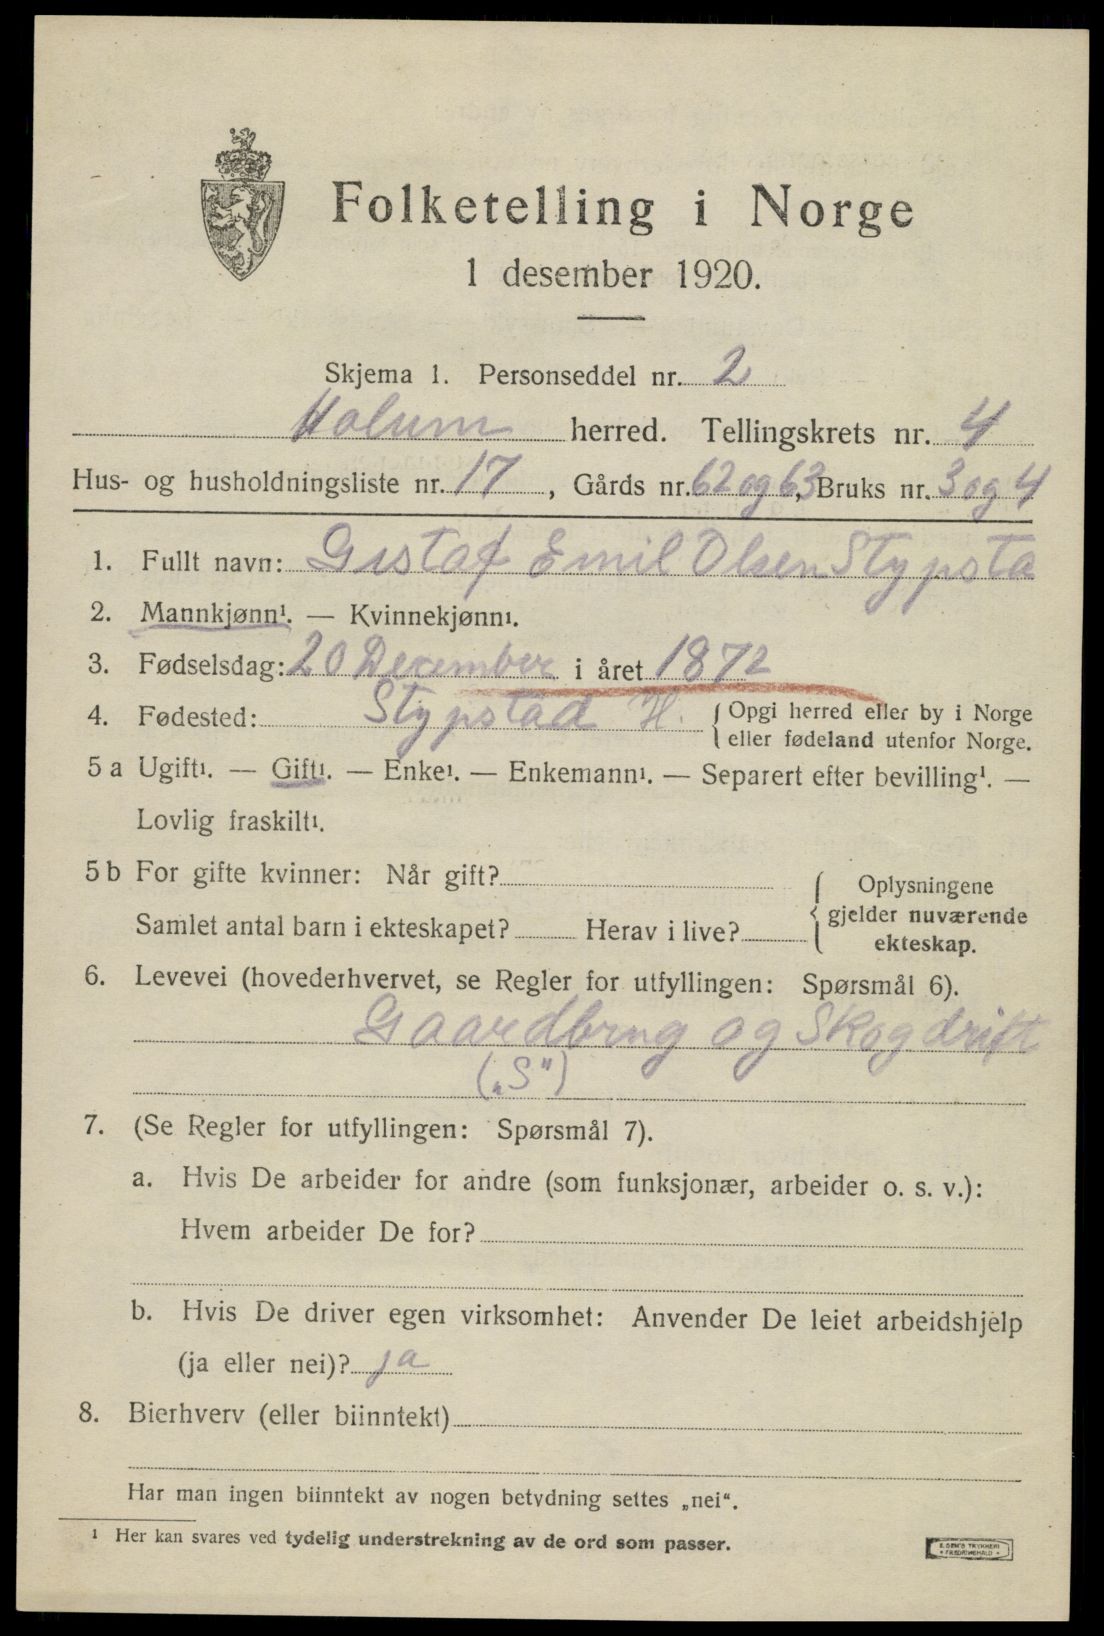 Folketelling i Norge
1 desember 1920.
Skjema 1. Personseddel nr. 2
Holum herred. Tellingskrets nr. 4
Hus- og husholdningsliste nr. 17, Gårds nr. 62 og 63, Bruks nr. 3 og 4
1. Fullt navn: Gustaf Emil Olsen Stypsta
2. Mannkjønn¹. — Kvinnekjønn¹.
3. Fødselsdag: 20 December i året 1872
4. Fødested: Stypstad H. { Opgi herred eller by i Norge
eller fødeland utenfor Norge.
5 a Ugift¹. — Gift¹. — Enke¹. — Enkemann¹. — Separert efter bevilling¹. —
Lovlig fraskilt¹.
5 b For gifte kvinner: Når gift? { Oplysningene
gjelder nuværende
ekteskap.
Samlet antal barn i ekteskapet? Herav i live?
6. Levevei (hovederhvervet, se Regler for utfyllingen: Spørsmål 6).
Gaardbrug og Skogdrift
(„S")
7. (Se Regler for utfyllingen: Spørsmål 7).
a. Hvis De arbeider for andre (som funksjonær, arbeider o. s. v.):
Hvem arbeider De for?
b. Hvis De driver egen virksomhet: Anvender De leiet arbeidshjelp
(ja eller nei)? ja
8. Bierhverv (eller biinntekt)
Har man ingen biinntekt av nogen betydning settes „nei“.
¹ Her kan svares ved tydelig understrekning av de ord som passer.